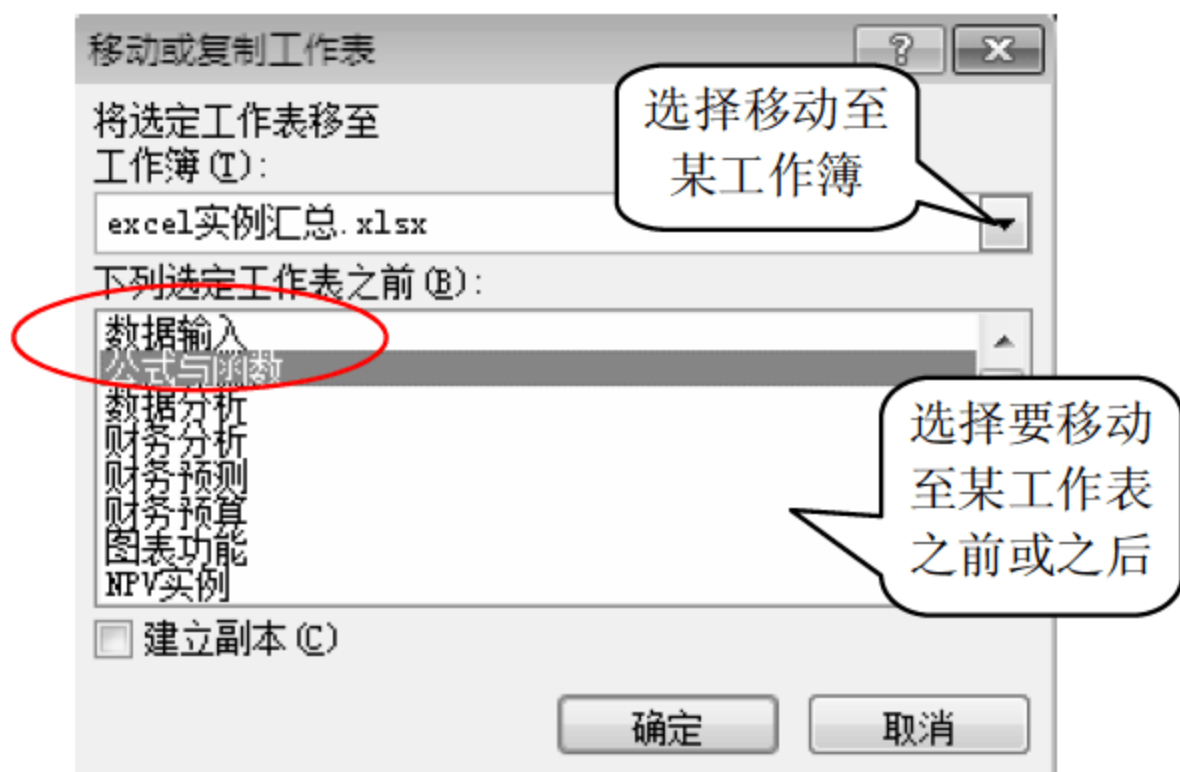 移动或复制工作表
将选定工作表移至
工作簿(T):
选择移动至
某工作簿
excel实例汇总.xlsx
下列选定工作表之前(B):
数据输入
公式与函数
数据分析
财务分析
财务预测
财务预算
图表功能
NPV实例
选择要移动
至某工作表
之前或之后
建立副本(C)
确定
取消